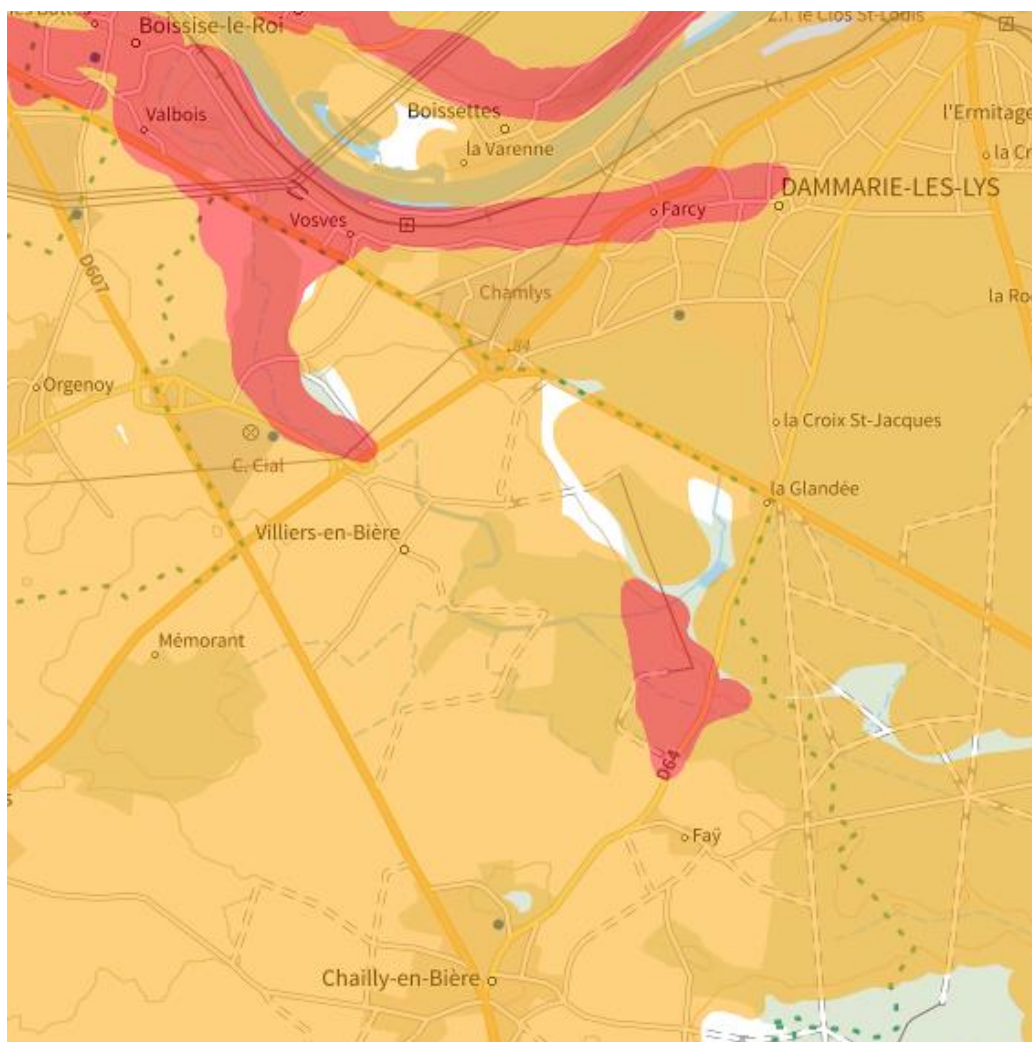 Boissise-le-Roi
Z.I. le Clos St-Louis
Valbois
Boissettes
l'Ermitage
la Varenne
la Cr
DAMMARIE-LES-LYS
Vosves
Farcy
D607
Chamlys
la Ro
Orgenoy
la Croix St-Jacques
C. Cial
la Glandée
Villiers-en-Bière
Mémorant
D64
Faÿ
Chailly-en-Bière